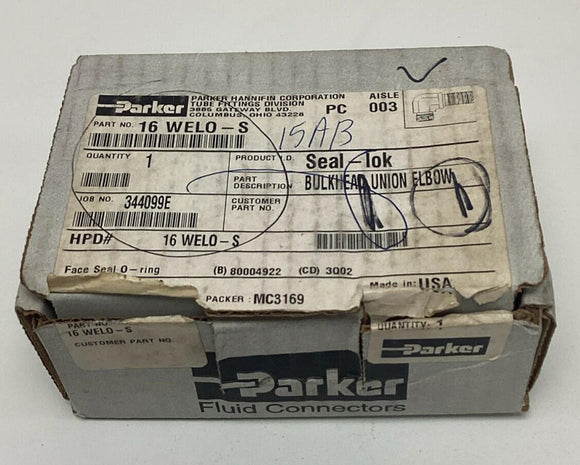 Parker
PARKER HANNIFIN CORPORATION
TUBE FITTINGS DIVISION
3885 GATEWAY BLVD.
COLUMBUS, OHIO 43228
PC
AISLE
003
PART NO. 16 WELO-S
15AB
QUANTITY 1
PRODUCT I.D. Seal-lok
PART DESCRIPTION BULKHEAD UNION ELBOW
JOB NO. 344099E
CUSTOMER PART NO.
HPD# 16 WELO-S
Face Seal O-ring (B) 80004922 (CD) 3Q02 Made in: USA
PACKER: MC3169
PART NO.
16 WELO-S
CUSTOMER PART NO.
QUANTITY: 1
Parker
Parker
Fluid Connectors